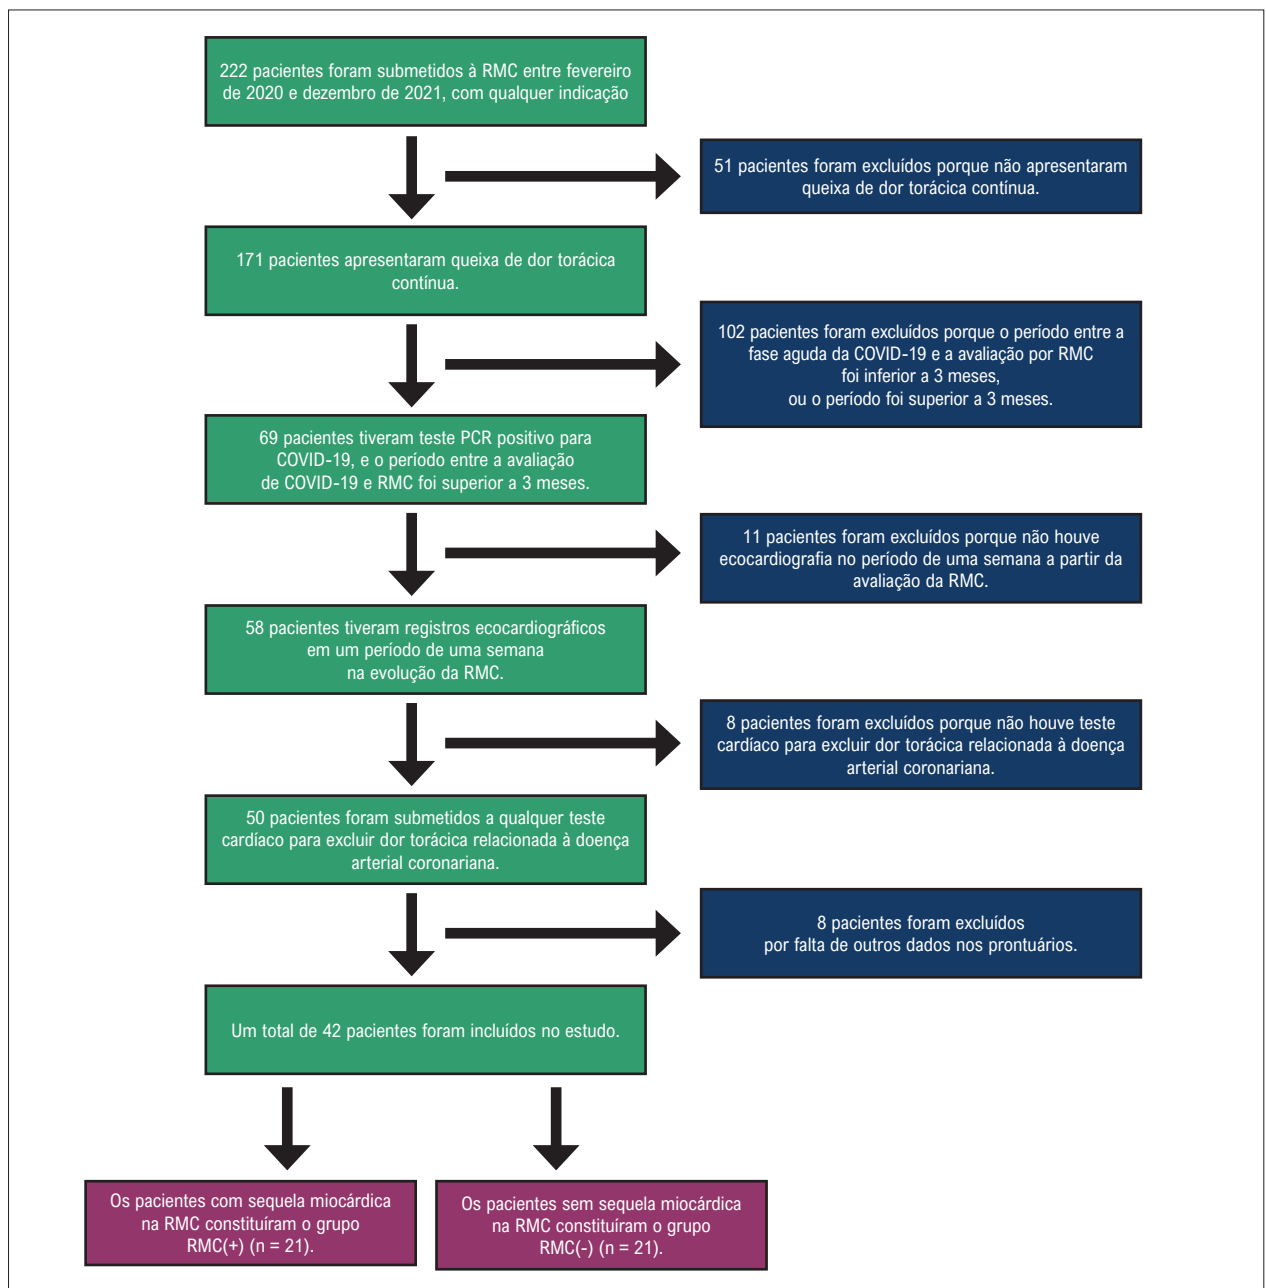 222 pacientes foram submetidos à RMC entre fevereiro
de 2020 e dezembro de 2021, com qualquer indicação
51 pacientes foram excluídos porque não apresentaram
queixa de dor torácica contínua.
171 pacientes apresentaram queixa de dor torácica
contínua.
102 pacientes foram excluídos porque o período entre a
fase aguda da COVID-19 e a avaliação por RMC
foi inferior a 3 meses,
ou o período foi superior a 3 meses.
69 pacientes tiveram teste PCR positivo para
COVID-19, e o período entre a avaliação
de COVID-19 e RMC foi superior a 3 meses.
11 pacientes foram excluídos porque não houve
ecocardiografia no período de uma semana a partir da
avaliação da RMC.
58 pacientes tiveram registros ecocardiográficos
em um período de uma semana
na evolução da RMC.
8 pacientes foram excluídos porque não houve teste
cardíaco para excluir dor torácica relacionada à doença
arterial coronariana.
50 pacientes foram submetidos a qualquer teste
cardíaco para excluir dor torácica relacionada à doença
arterial coronariana.
8 pacientes foram excluídos
por falta de outros dados nos prontuários.
Um total de 42 pacientes foram incluídos no estudo.
Os pacientes com sequela miocárdica
na RMC constituíram o grupo
RMC(+) (n = 21).
Os pacientes sem sequela miocárdica
na RMC constituíram o grupo
RMC(-) (n = 21).